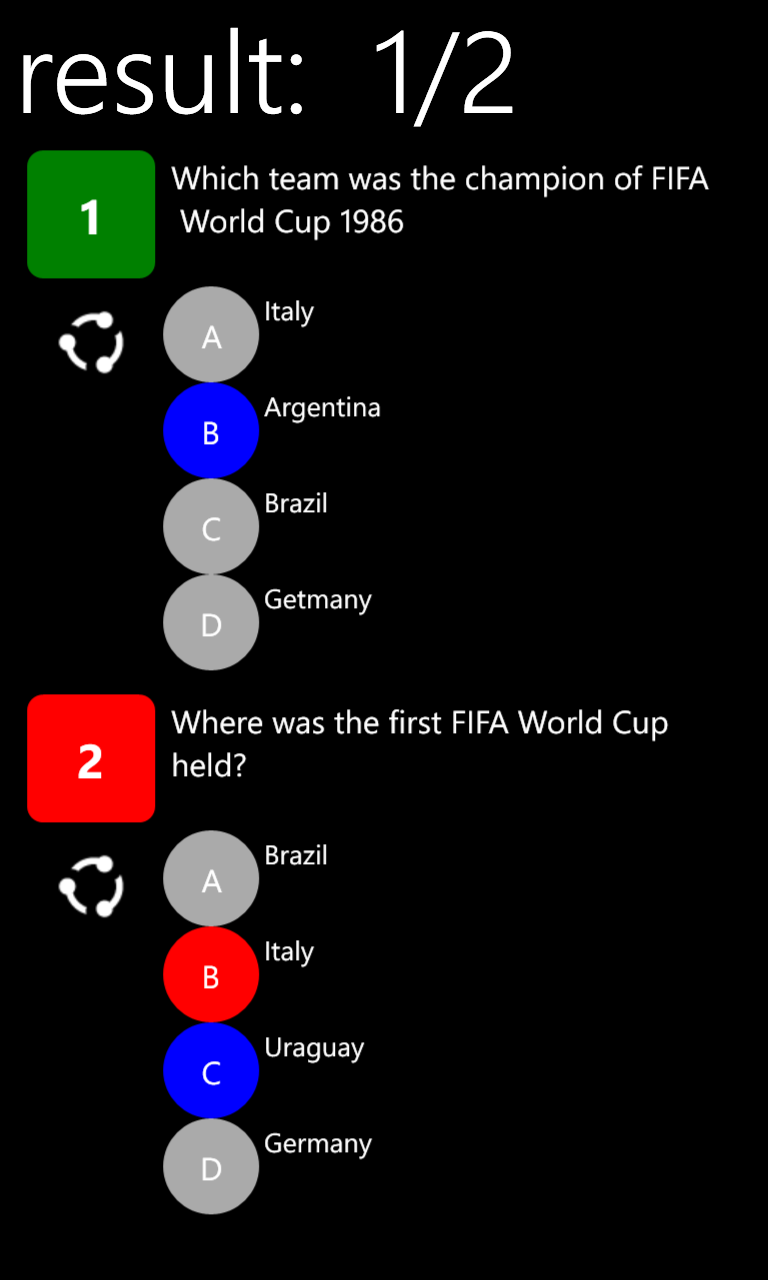 result: 1/2
1
Which team was the champion of FIFA
World Cup 1986
A Italy
B Argentina
C Brazil
D Getmany
2
Where was the first FIFA World Cup
held?
A Brazil
B Italy
C Uraguay
D Germany